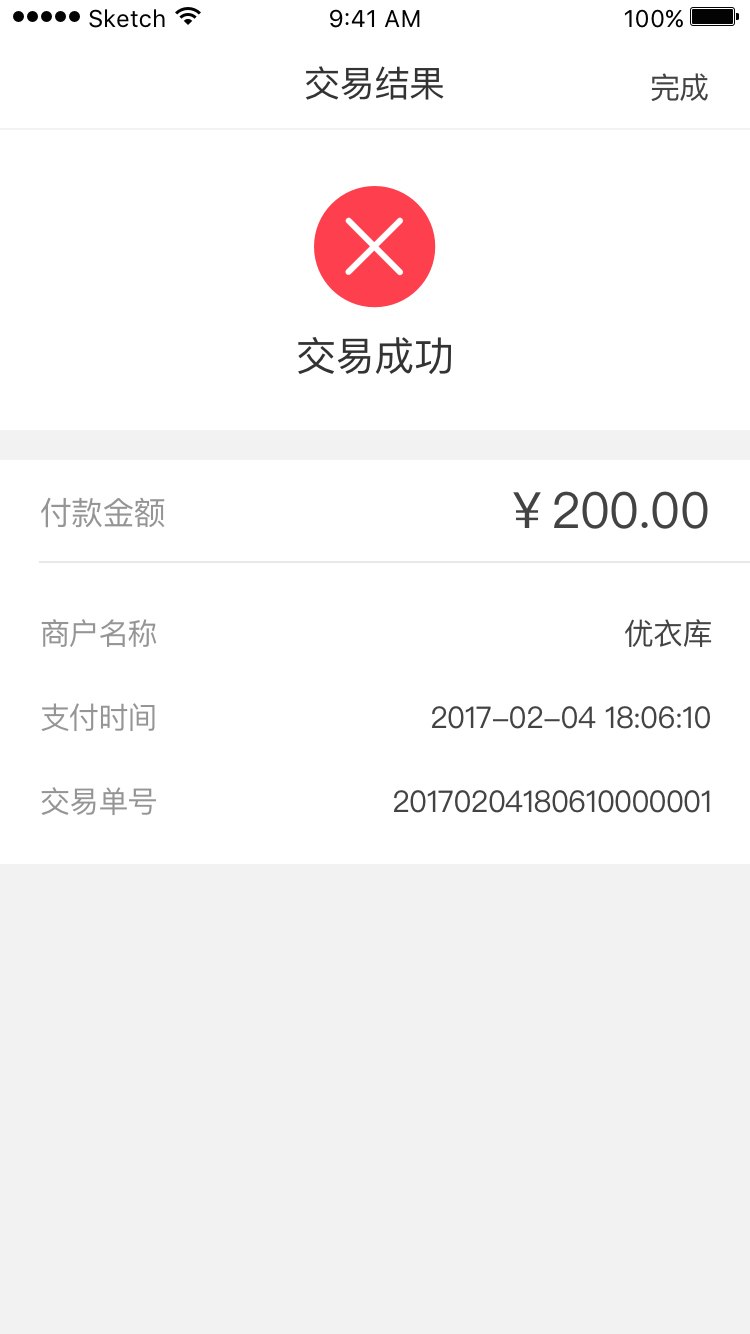 Sketch 9:41 AM 100%
交易结果 完成
交易成功
付款金额 ¥ 200.00
商户名称 优衣库
支付时间 2017-02-04 18:06:10
交易单号 20170204180610000001